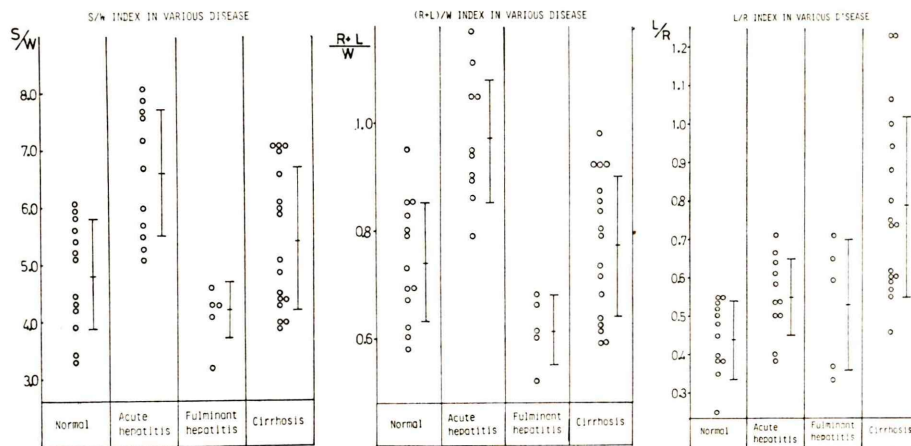 S/W INDEX IN VARIOUS DISEASE
S/W
8.0
7.0
6.0
5.0
4.0
3.0
Normal
Acute hepatitis
Fulminant hepatitis
Cirrhosis
(R+L)/W INDEX IN VARIOUS DISEASE
R+L
W
1.0
0.8
0.6
Normal
Acute hepatitis
Fulminant hepatitis
Cirrhosis
L/R INDEX IN VARIOUS DISEASE
L/R
1.2
1.1
1.0
0.9
0.8
0.7
0.6
0.5
0.4
0.3
Normal
Acute hepatitis
Fulminant hepatitis
Cirrhosis